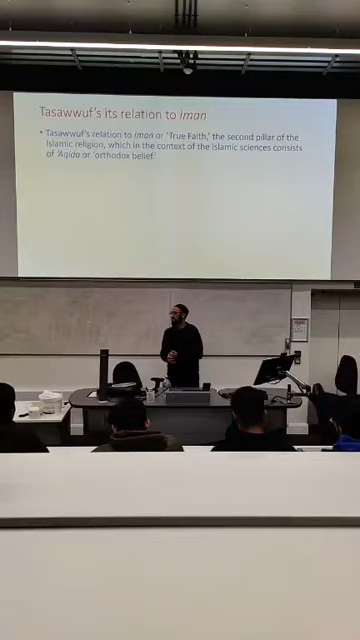 Tasawwuf's its relation to iman
• Tasawwuf's relation to Iman or 'True Faith,' the second pillar of the
Islamic religion, which in the context of the Islamic sciences consists
of 'Aqida or 'orthodox belief.'